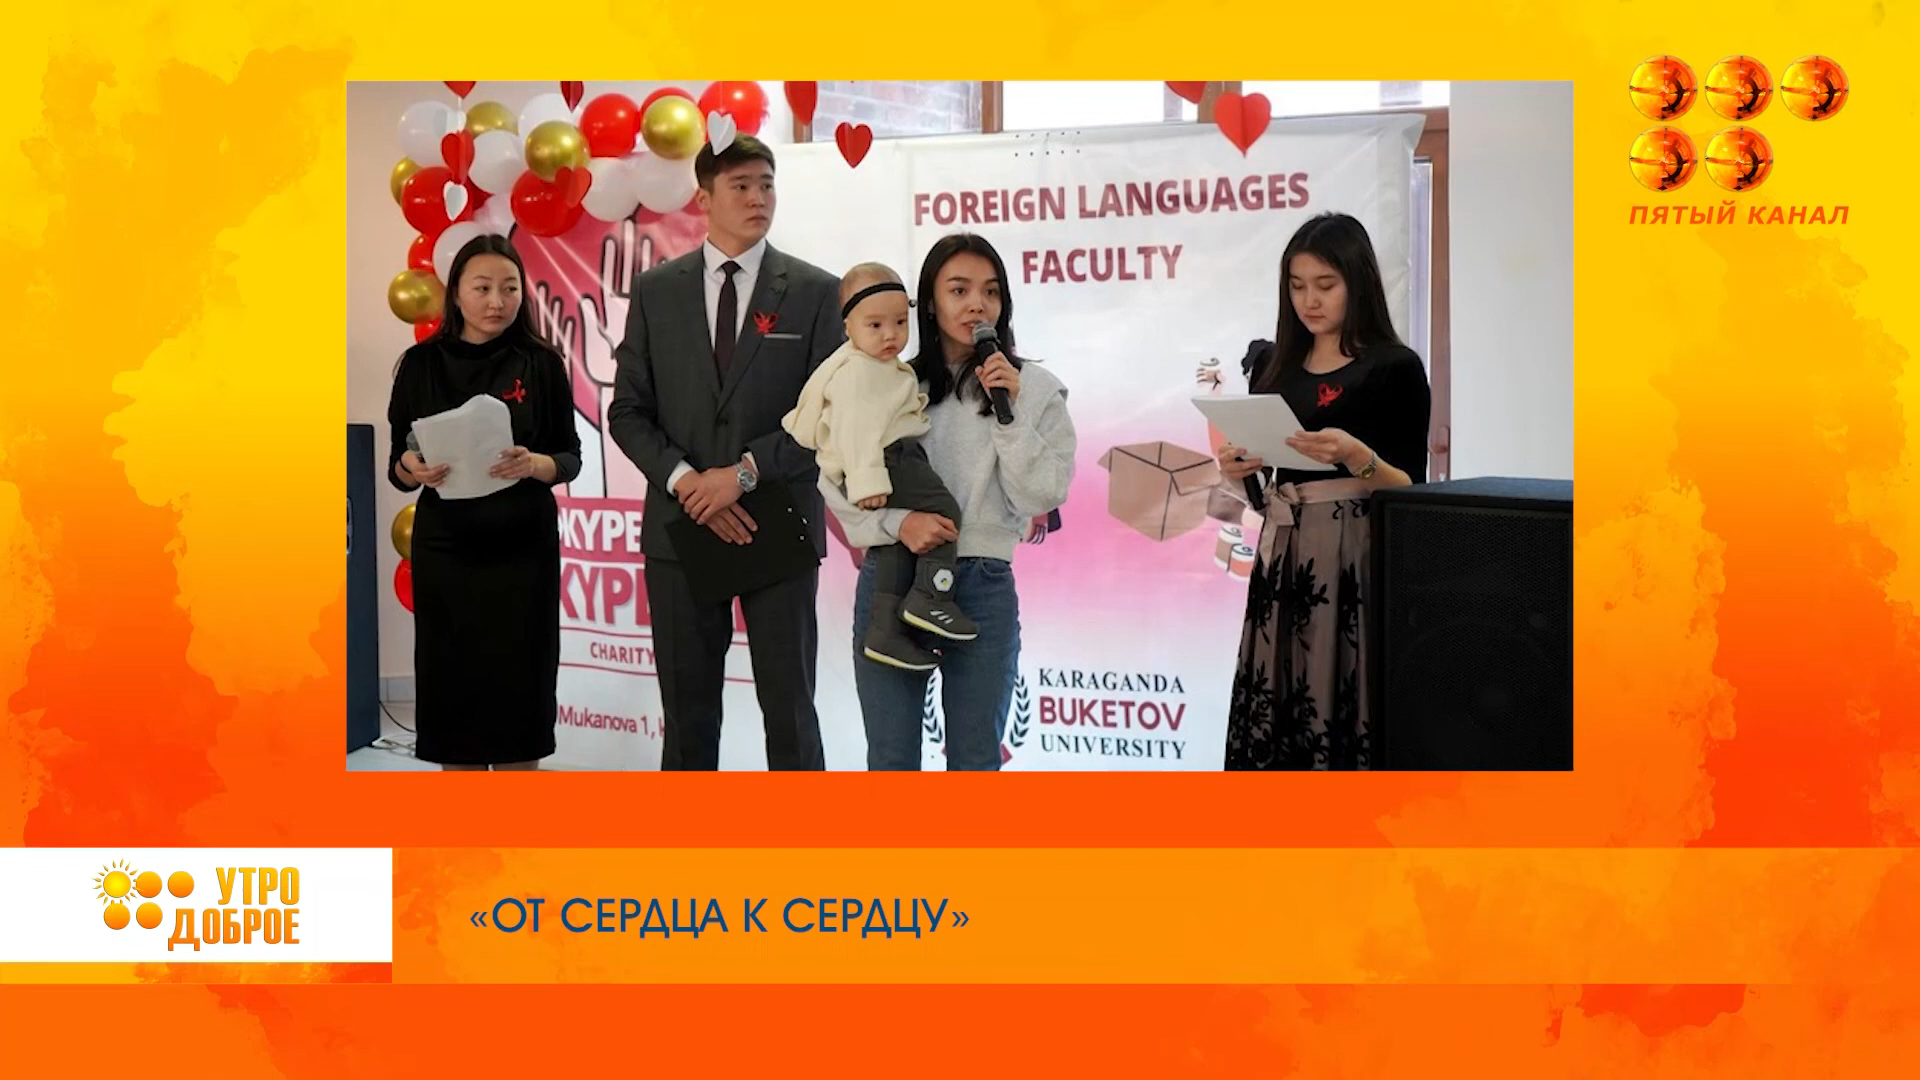 ПЯТЫЙ КАНАЛ
FOREIGN LANGUAGES
FACULTY
CHARITY
Mukanova 1,
KARAGANDA
BUKETOV
UNIVERSITY
УТРО
ДОБРОЕ
«ОТ СЕРДЦА К СЕРДЦУ»